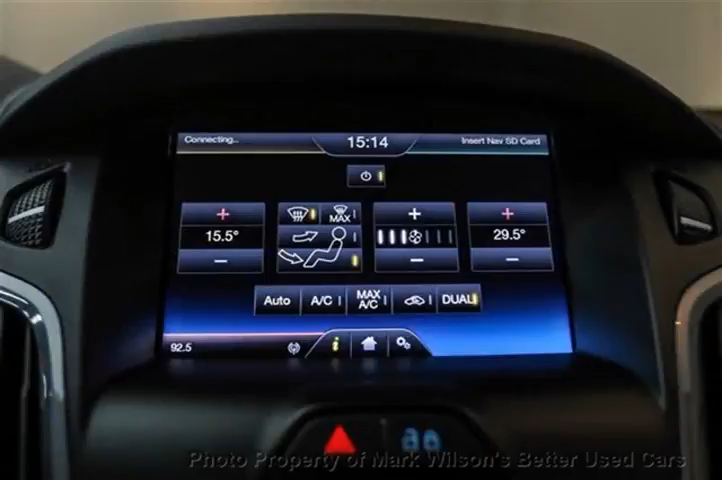 Connecting...
15:14
Insert Nav SD Card
MAX
15.5°
29.5°
Auto
A/C
MAX A/C
DUAL
92.5
Photo Property of Mark Wilson's Better Used Cars